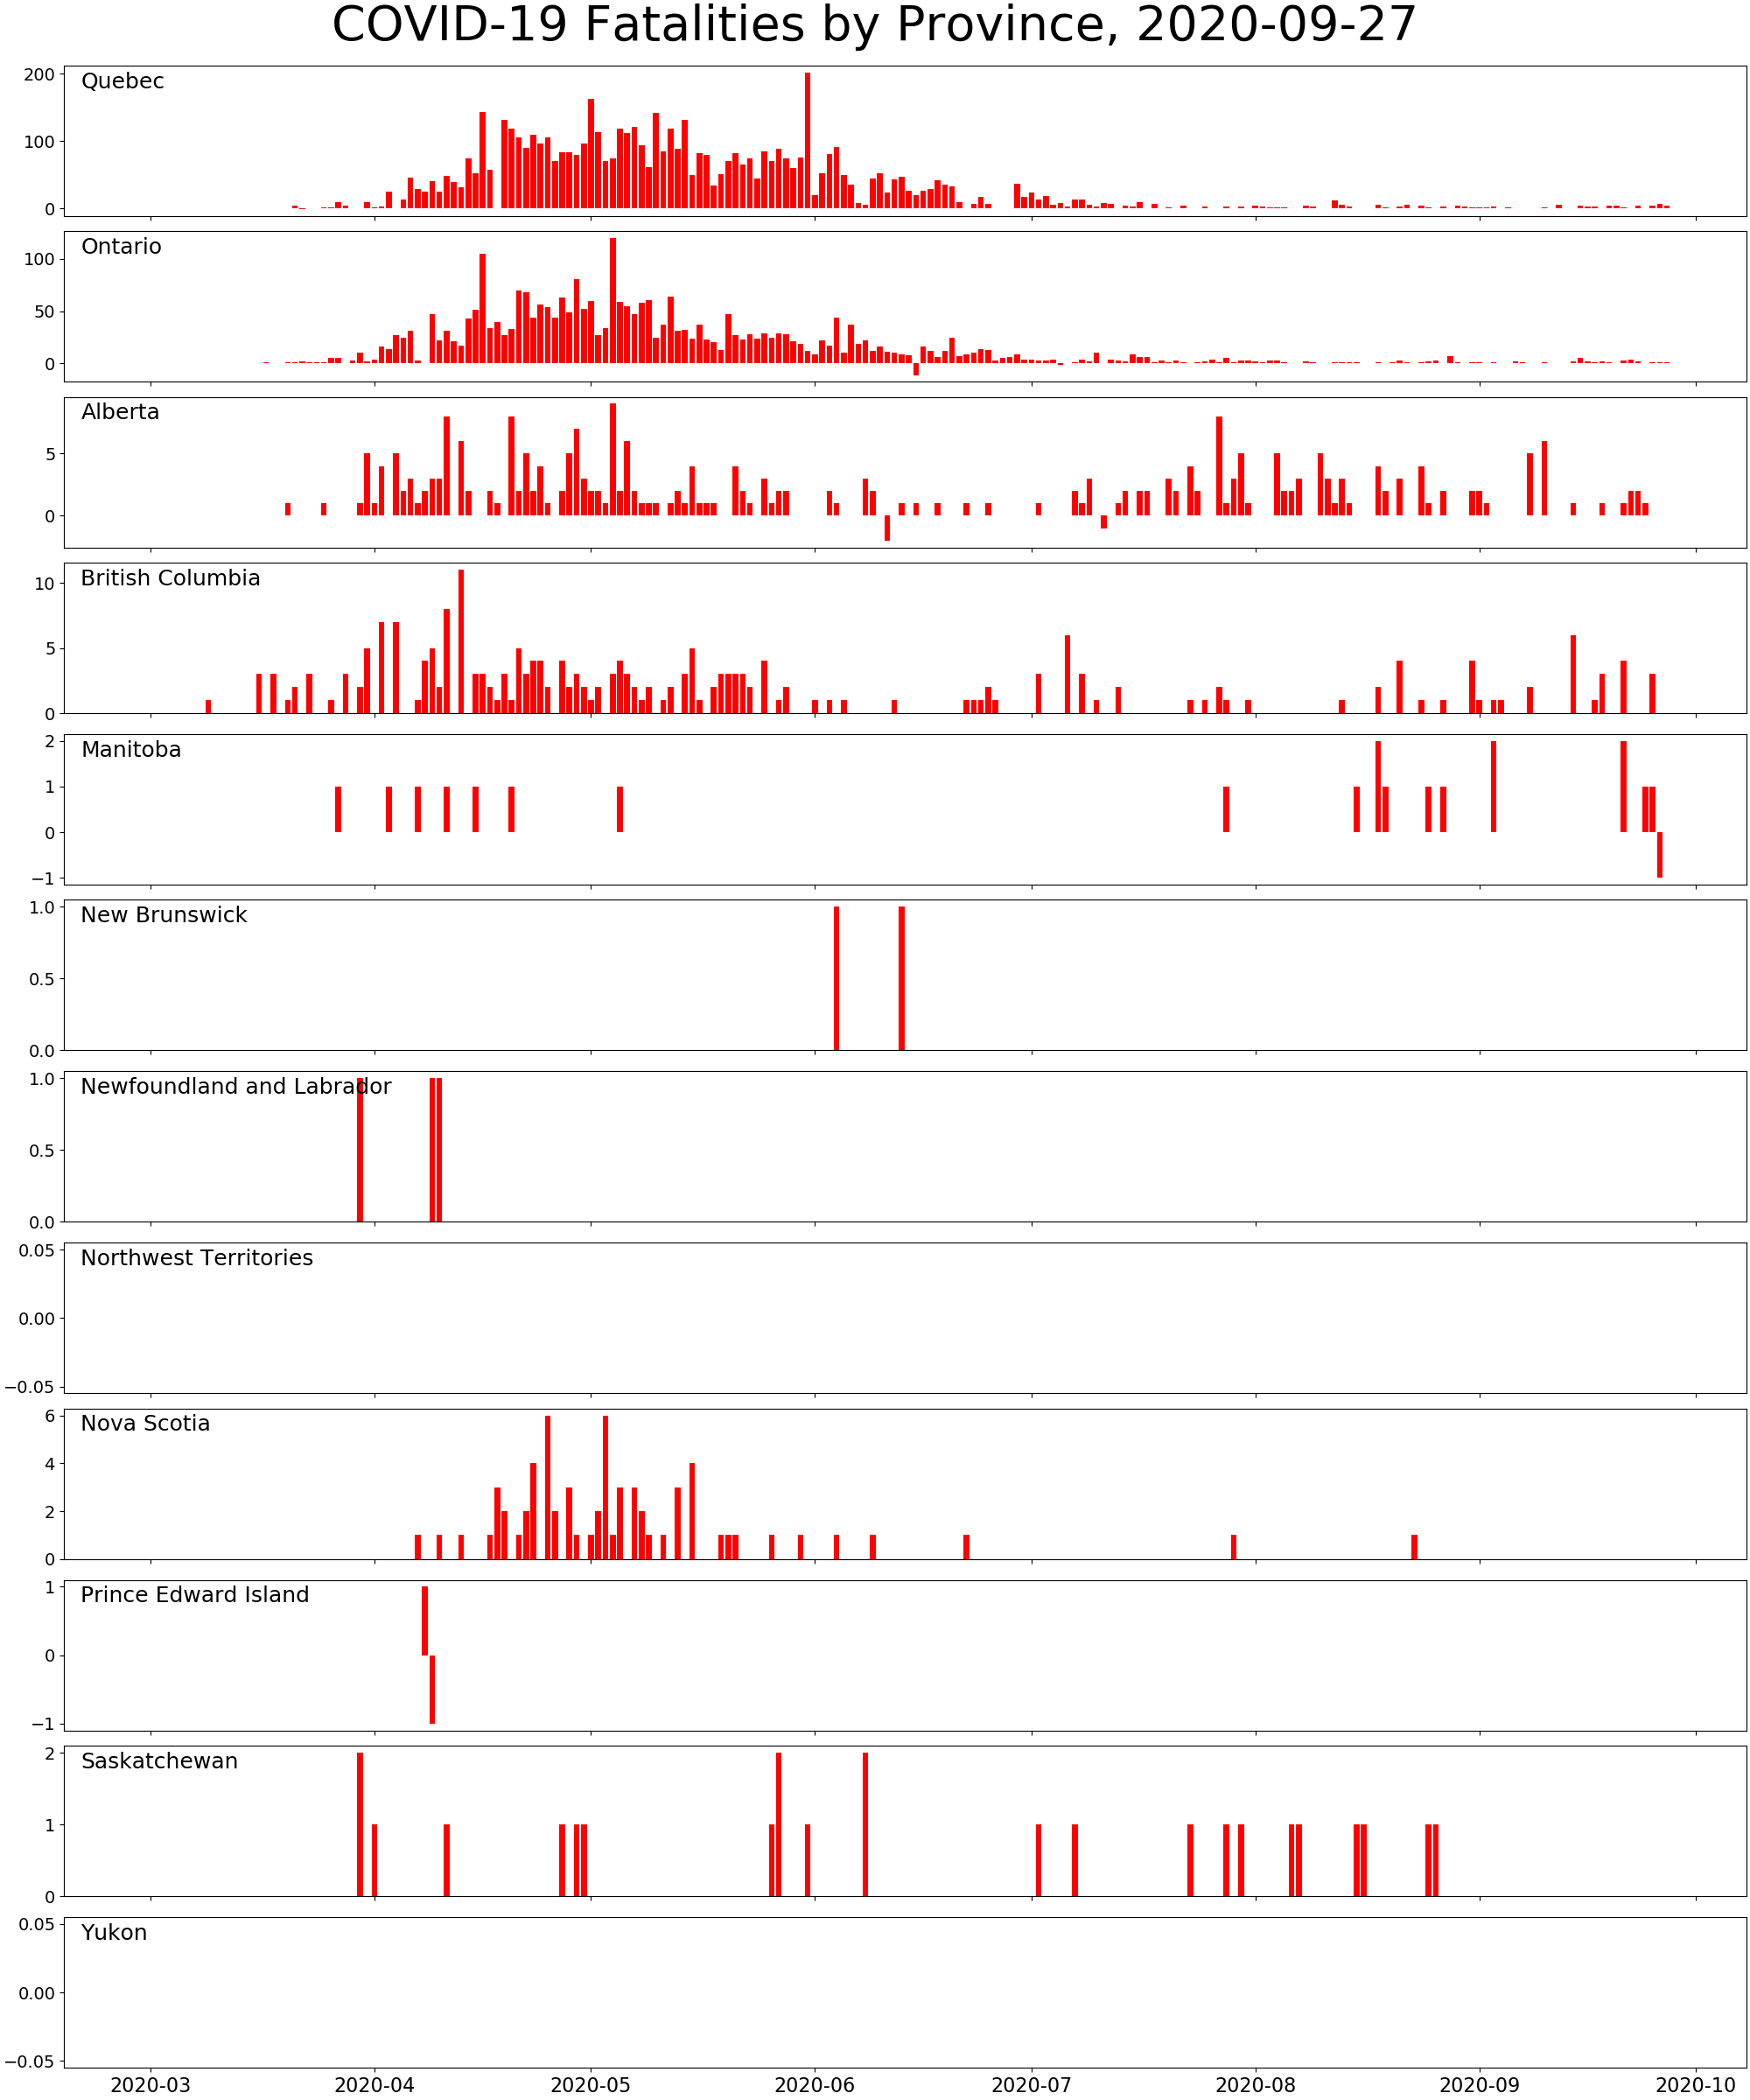 COVID-19 Fatalities by Province, 2020-09-27
Quebec
200
100
0
Ontario
100
50
0
Alberta
5
0
British Columbia
10
5
0
Manitoba
2
1
0
−1
New Brunswick
1.0
0.5
0.0
Newfoundland and Labrador
1.0
0.5
0.0
Northwest Territories
0.05
0.00
−0.05
Nova Scotia
6
4
2
0
Prince Edward Island
1
0
−1
Saskatchewan
2
1
0
Yukon
0.05
0.00
−0.05
2020-03 2020-04 2020-05 2020-06 2020-07 2020-08 2020-09 2020-10